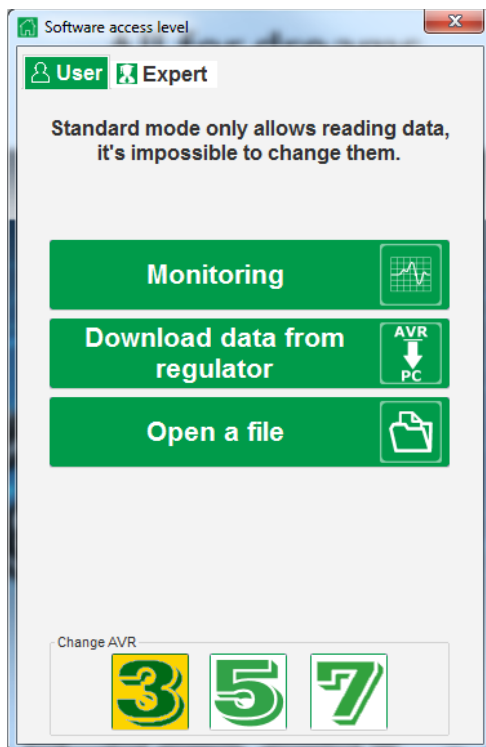 Software access level
User Expert
Standard mode only allows reading data,
it's impossible to change them.
Monitoring
Download data from
regulator
AVR
PC
Open a file
Change AVR
3 5 7